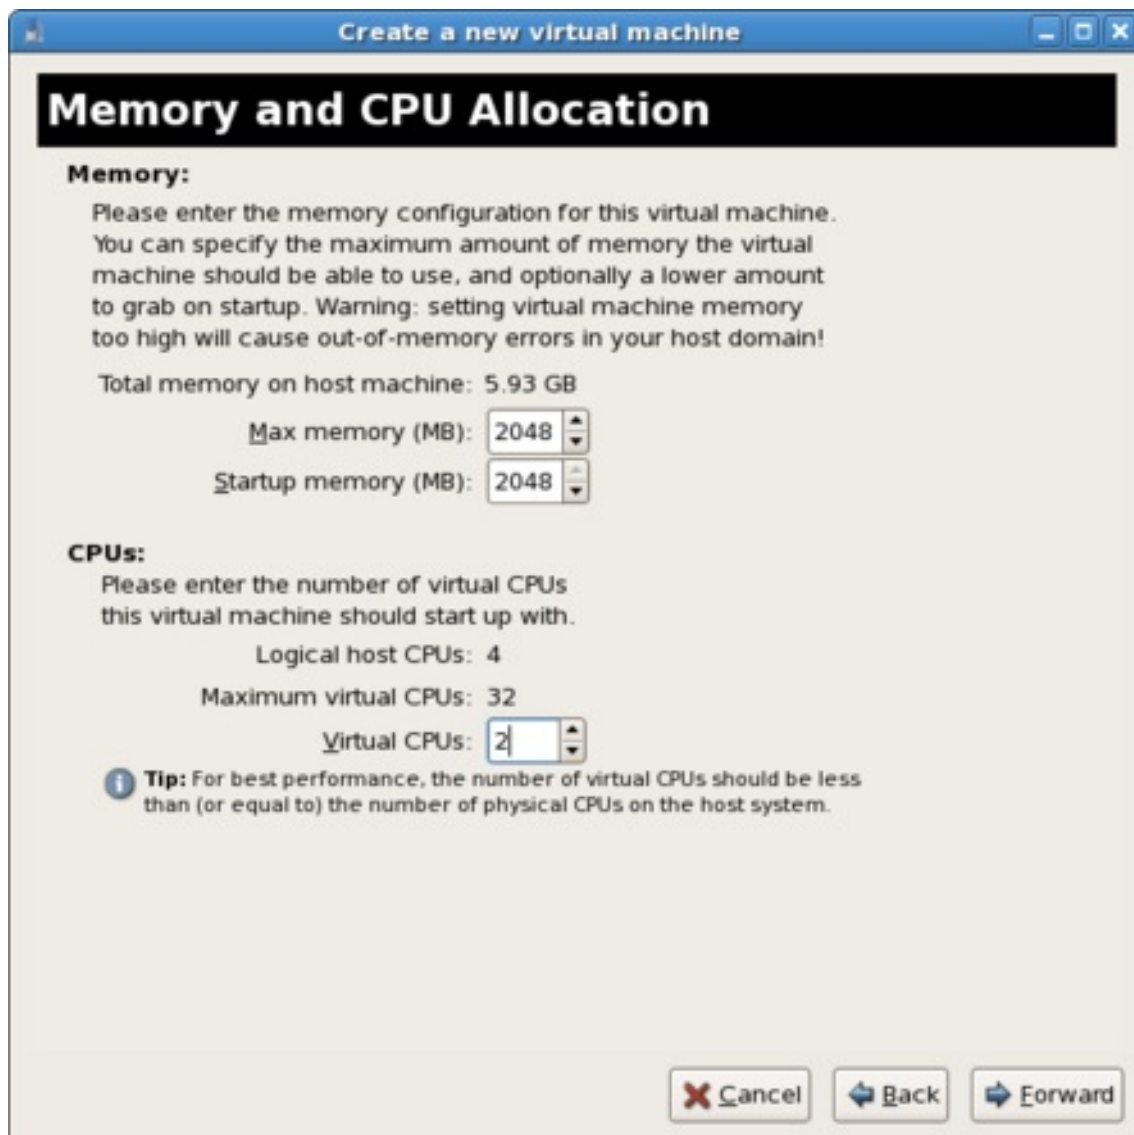 Create a new virtual machine
Memory and CPU Allocation
Memory:
Please enter the memory configuration for this virtual machine.
You can specify the maximum amount of memory the virtual
machine should be able to use, and optionally a lower amount
to grab on startup. Warning: setting virtual machine memory
too high will cause out-of-memory errors in your host domain!
Total memory on host machine: 5.93 GB
Max memory (MB): 2048
Startup memory (MB): 2048
CPUs:
Please enter the number of virtual CPUs
this virtual machine should start up with.
Logical host CPUs: 4
Maximum virtual CPUs: 32
Virtual CPUs: 2
Tip: For best performance, the number of virtual CPUs should be less
than (or equal to) the number of physical CPUs on the host system.
Cancel Back Forward